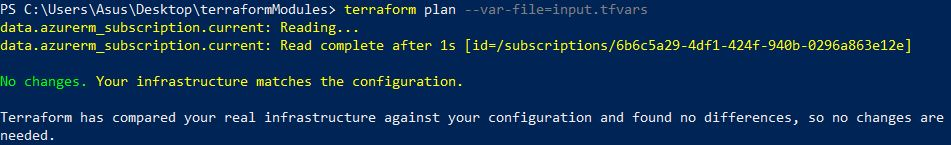 PS C:\Users\Asus\Desktop\terraformModules> terraform plan --var-file=input.tfvars
data.azurerm_subscription.current: Reading...
data.azurerm_subscription.current: Read complete after 1s [id=/subscriptions/6b6c5a29-4df1-424f-940b-0296a863e12e]
No changes. Your infrastructure matches the configuration.
Terraform has compared your real infrastructure against your configuration and found no differences, so no changes are
needed.